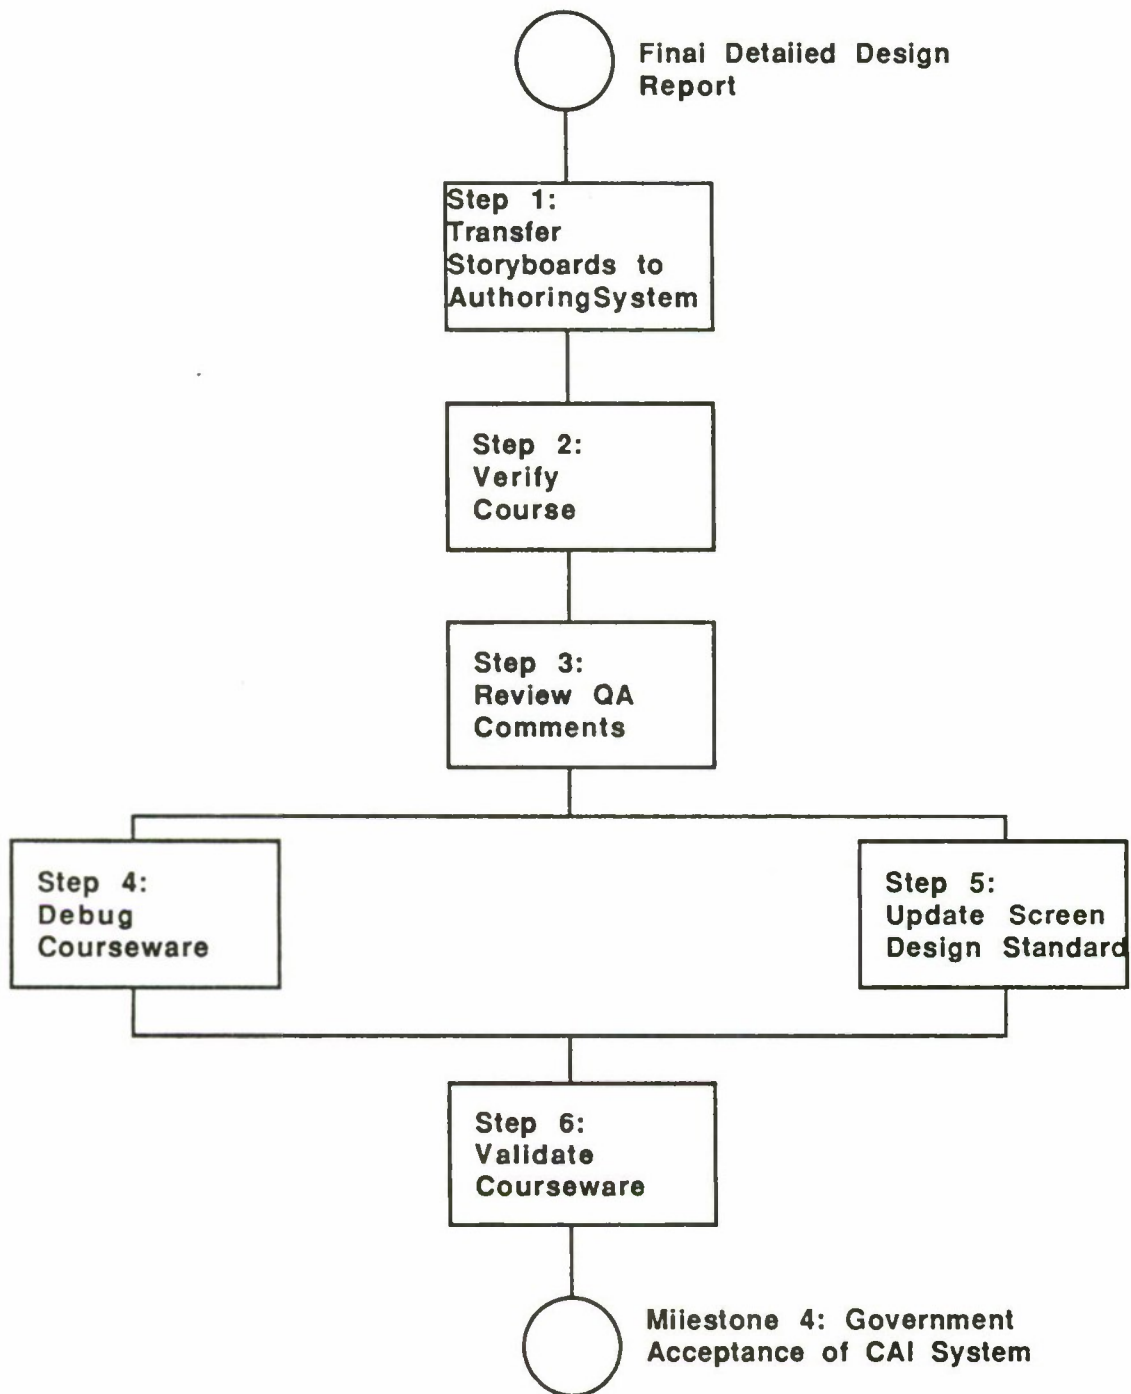 Final Detailed Design
Report
Step 1:
Transfer
Storyboards to
AuthoringSystem
Step 2:
Verify
Course
Step 3:
Review QA
Comments
Step 4:
Debug
Courseware
Step 5:
Update Screen
Design Standard
Step 6:
Validate
Courseware
Milestone 4: Government
Acceptance of CAI System